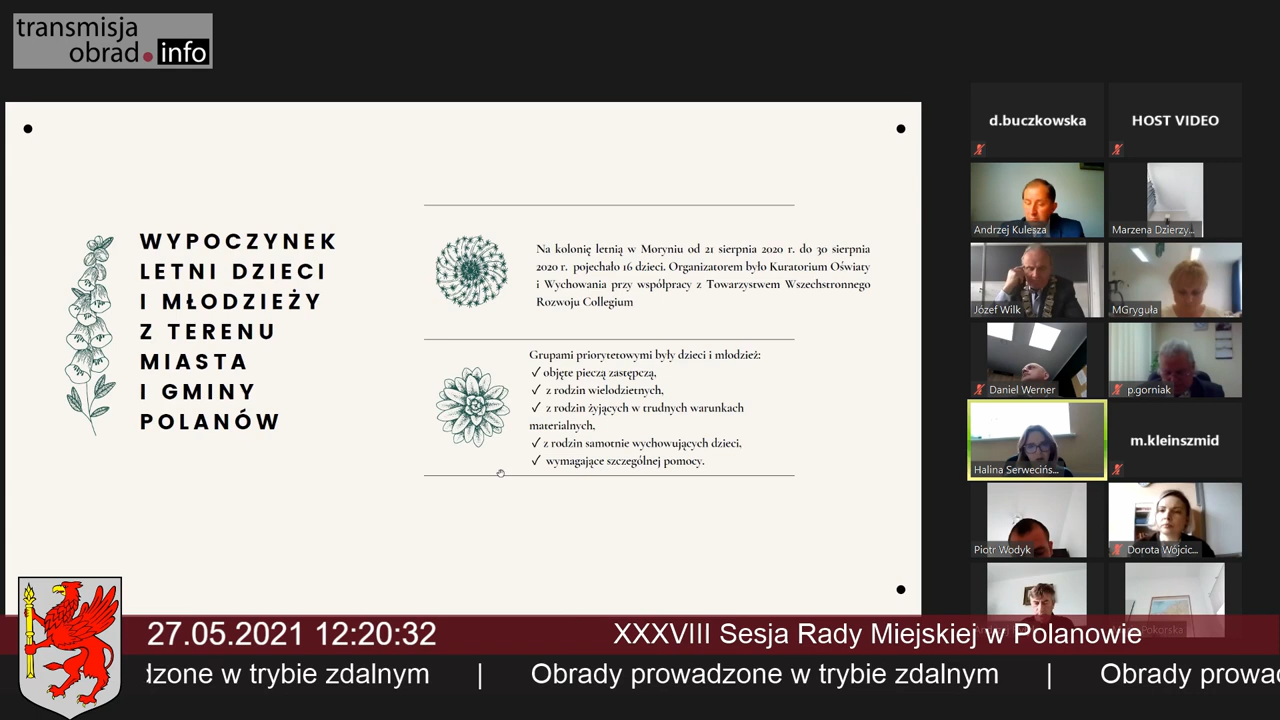 transmisja
obrad.info
WYPOCZYNEK
LETNI DZIECI
I MŁODZIEŻY
Z TERENU
MIASTA
I GMINY
POLANÓW
Na kolonię letnią w Moryniu od 21 sierpnia 2020 r. do 30 sierpnia
2020 r. pojechało 16 dzieci. Organizatorem było Kuratorium Oświaty
i Wychowania przy współpracy z Towarzystwem Wszechstronnego
Rozwoju Collegium
Grupami priorytetowymi były dzieci i młodzież:
✓ objęte pieczą zastępczą,
✓ z rodzin wielodzietnych,
✓ z rodzin żyjących w trudnych warunkach
materialnych,
✓ z rodzin samotnie wychowujących dzieci,
✓ wymagające szczególnej pomocy.
d.buczkowska
HOST VIDEO
Andrzej Kulesza
Marzena Dzierzy...
Józef Wilk
MGryguła
Daniel Werner
p.gorniak
Halina Serwecińs...
m.kleinszmid
Piotr Wodyk
Dorota Wójcic...
27.05.2021 12:20:32
XXXVIII Sesja Rady Miejskiej w Polanowie
dzone w trybie zdalnym | Obrady prowadzone w trybie zdalnym | Obrady prowa